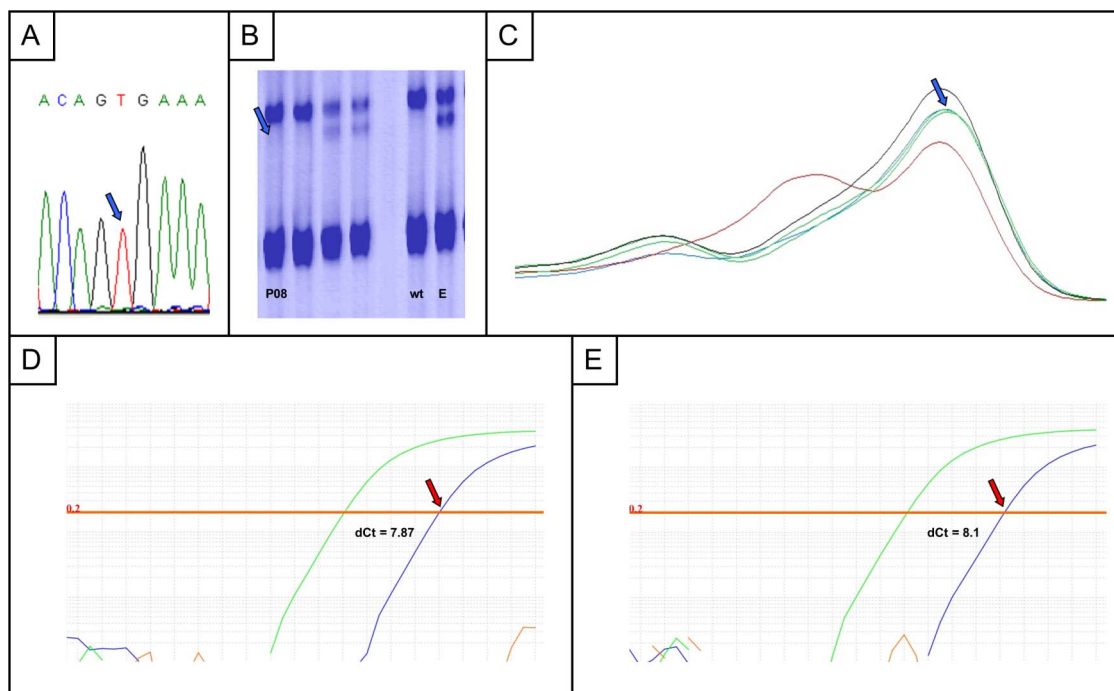 A
ACAGTGAAA
B
P08
wt
E
C
D
0.2
dCt = 7.87
E
0.2
dCt = 8.1